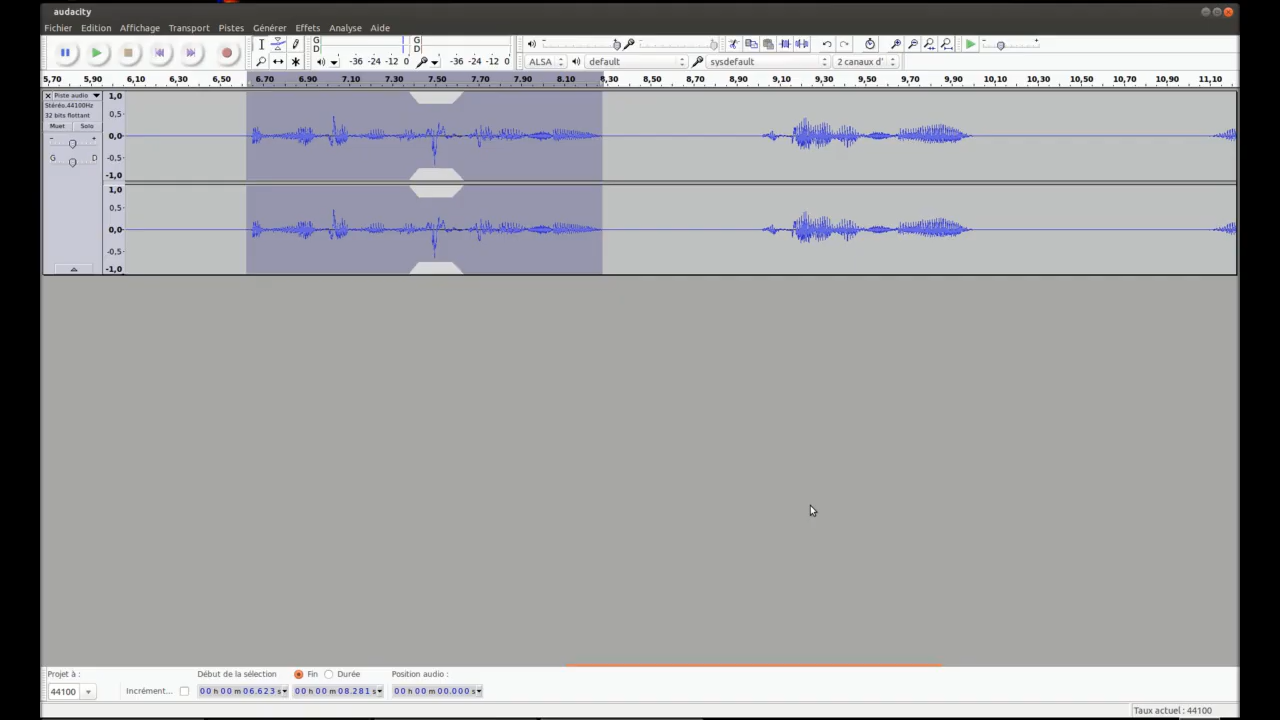 audacity
Fichier Edition Affichage Transport Pistes Générer Effets Analyse Aide
G D -36 -24 -12 0 G D -36 -24 -12 0
ALSA default sysdefault 2 canaux d'
5,70 5,90 6,10 6,30 6,50 6,70 6,90 7,10 7,30 7,50 7,70 7,90 8,10 8,30 8,50 8,70 8,90 9,10 9,30 9,50 9,70 9,90 10,10 10,30 10,50 10,70 10,90 11,10
Piste audio
Stéréo,44100Hz
32 bits flottant
Muet Solo
- +
G D
1,0
0,5
0,0
-0,5
-1,0
1,0
0,5
0,0
-0,5
-1,0
Projet à : Début de la sélection Fin Durée Position audio :
44100 Incrément... 00 h 00 m 06.623 s 00 h 00 m 08.281 s 00 h 00 m 00.000 s
Taux actuel : 44100